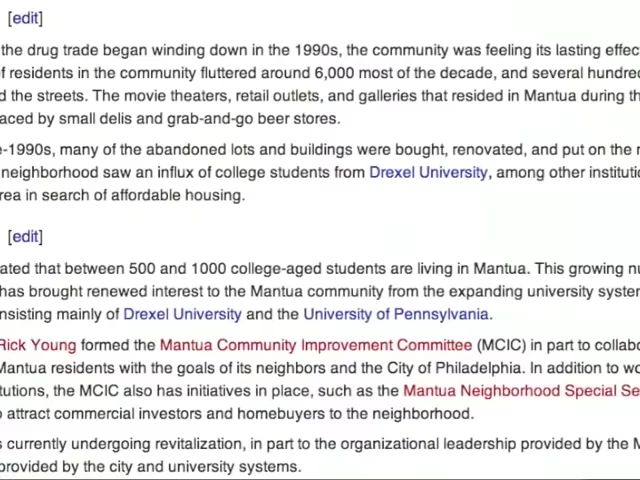 [edit]
the drug trade began winding down in the 1990s, the community was feeling its lasting effec
residents in the community fluttered around 6,000 most of the decade, and several hundred
the streets. The movie theaters, retail outlets, and galleries that resided in Mantua during th
aced by small delis and grab-and-go beer stores.
e-1990s, many of the abandoned lots and buildings were bought, renovated, and put on the
neighborhood saw an influx of college students from Drexel University, among other instituti
rea in search of affordable housing.
[edit]
ated that between 500 and 1000 college-aged students are living in Mantua. This growing nu
has brought renewed interest to the Mantua community from the expanding university system
nsisting mainly of Drexel University and the University of Pennsylvania.
Rick Young formed the Mantua Community Improvement Committee (MCIC) in part to collabo
Mantua residents with the goals of its neighbors and the City of Philadelphia. In addition to wo
tutions, the MCIC also has initiatives in place, such as the Mantua Neighborhood Special Se
attract commercial investors and homebuyers to the neighborhood.
s currently undergoing revitalization, in part to the organizational leadership provided by the M
provided by the city and university systems.